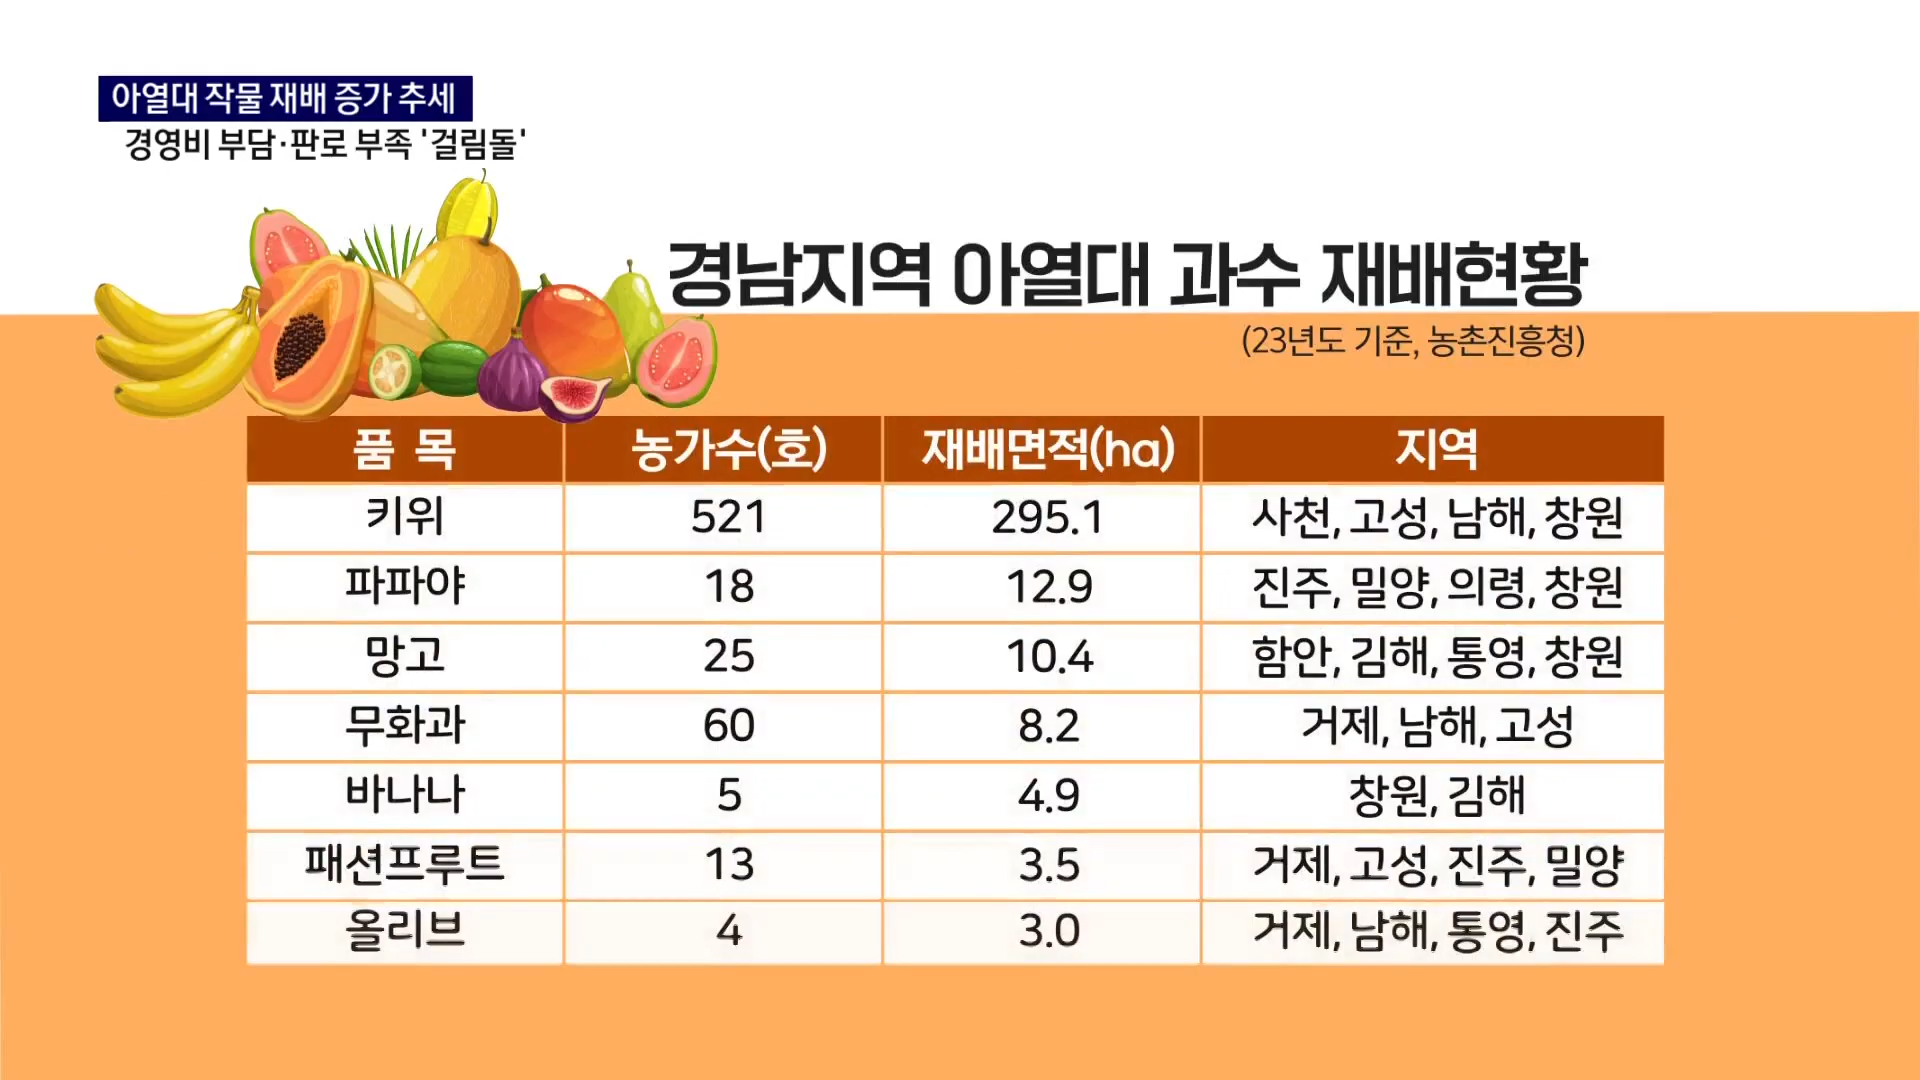 아열대 작물 재배 증가 추세
경영비 부담·판로 부족 '걸림돌'
경남지역 아열대 과수 재배현황
(23년도 기준, 농촌진흥청)
품 목 농가수(호) 재배면적(ha) 지역
키위 521 295.1 사천, 고성, 남해, 창원
파파야 18 12.9 진주, 밀양, 의령, 창원
망고 25 10.4 함안, 김해, 통영, 창원
무화과 60 8.2 거제, 남해, 고성
바나나 5 4.9 창원, 김해
패션프루트 13 3.5 거제, 고성, 진주, 밀양
올리브 4 3.0 거제, 남해, 통영, 진주